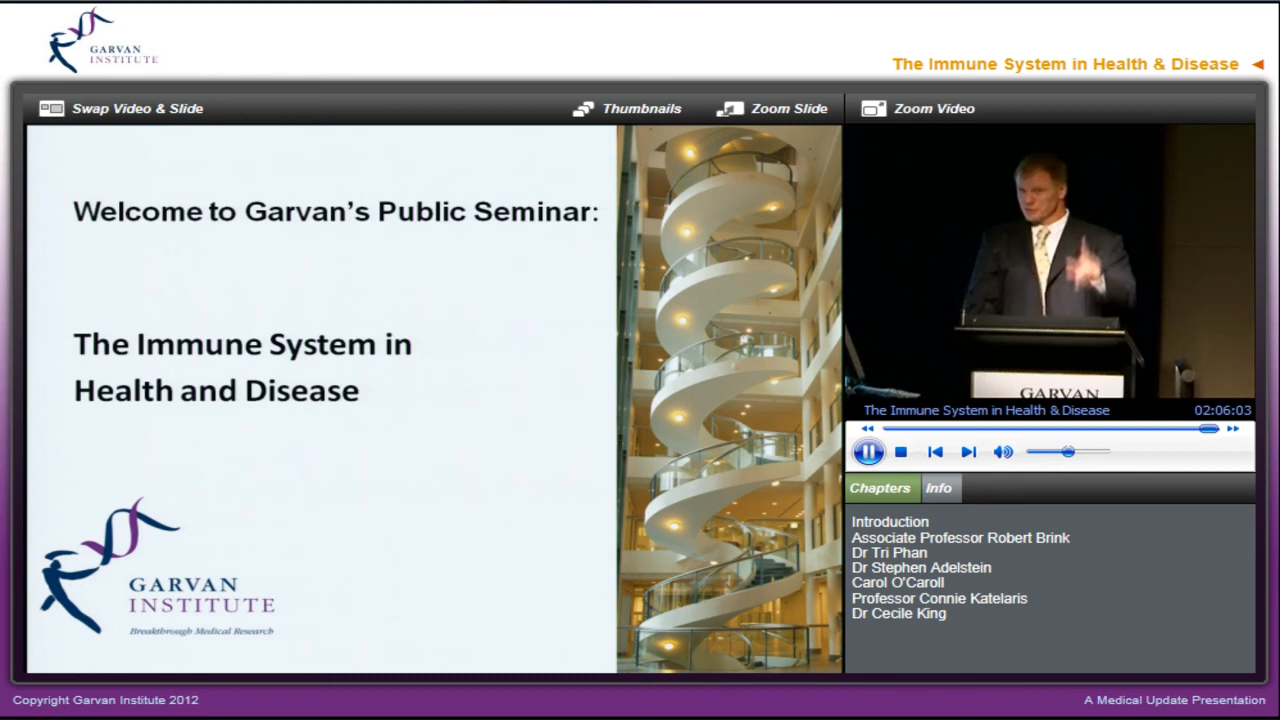 GARVAN
INSTITUTE
The Immune System in Health & Disease
Swap Video & Slide
Thumbnails
Zoom Slide
Zoom Video
Welcome to Garvan's Public Seminar:
The Immune System in
Health and Disease
GARVAN
INSTITUTE
Breakthrough Medical Research
GARVAN
The Immune System in Health & Disease
02:06:03
Chapters
Info
Introduction
Associate Professor Robert Brink
Dr Tri Phan
Dr Stephen Adelstein
Carol O'Caroll
Professor Connie Katelaris
Dr Cecile King
Copyright Garvan Institute 2012
A Medical Update Presentation